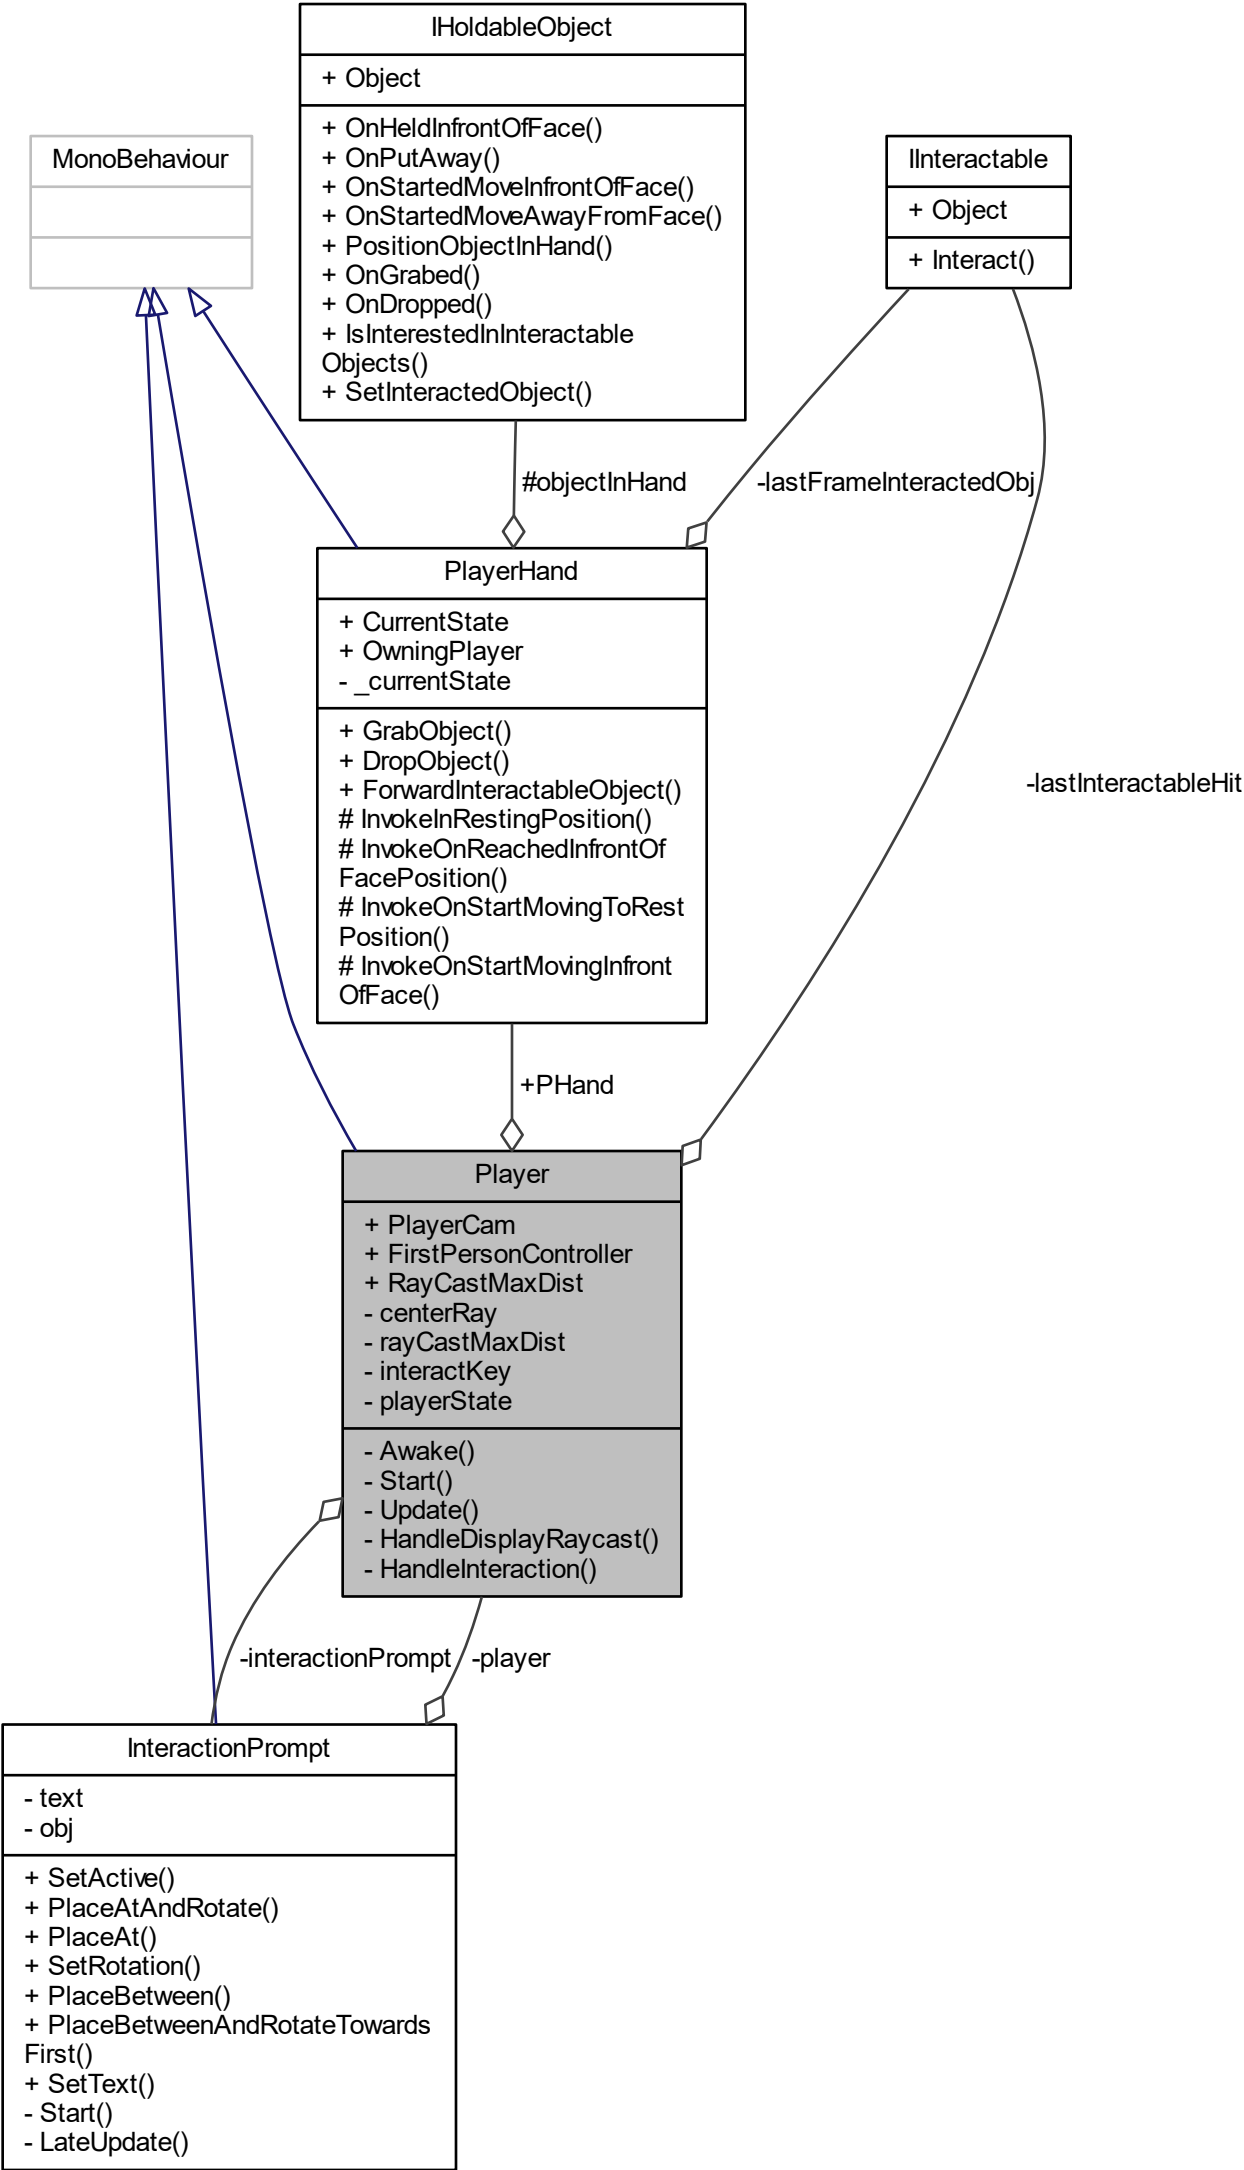 IHoldableObject
+ Object
+ OnHeldInfrontOfFace()
+ OnPutAway()
+ OnStartedMoveInfrontOfFace()
+ OnStartedMoveAwayFromFace()
+ PositionObjectInHand()
+ OnGrabed()
+ OnDropped()
+ IsInterestedInInteractable
Objects()
+ SetInteractedObject()
MonoBehaviour
IInteractable
+ Object
+ Interact()
#objectInHand
-lastFrameInteractedObj
PlayerHand
+ CurrentState
+ OwningPlayer
- _currentState
+ GrabObject()
+ DropObject()
+ ForwardInteractableObject()
# InvokeInRestingPosition()
# InvokeOnReachedInfrontOf
FacePosition()
# InvokeOnStartMovingToRest
Position()
# InvokeOnStartMovingInfront
OfFace()
-lastInteractableHit
+PHand
Player
+ PlayerCam
+ FirstPersonController
+ RayCastMaxDist
- centerRay
- rayCastMaxDist
- interactKey
- playerState
- Awake()
- Start()
- Update()
- HandleDisplayRaycast()
- HandleInteraction()
-interactionPrompt
-player
InteractionPrompt
- text
- obj
+ SetActive()
+ PlaceAtAndRotate()
+ PlaceAt()
+ SetRotation()
+ PlaceBetween()
+ PlaceBetweenAndRotateTowards
First()
+ SetText()
- Start()
- LateUpdate()